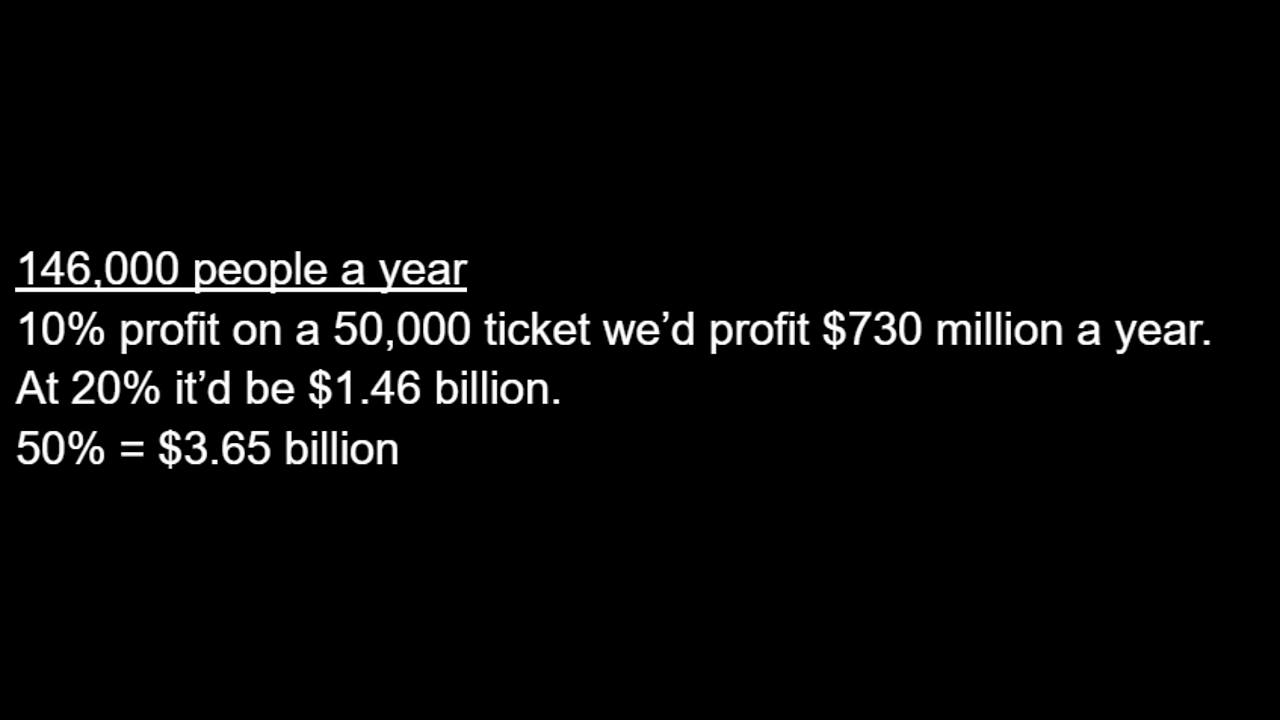 146,000 people a year
10% profit on a 50,000 ticket we’d profit $730 million a year.
At 20% it’d be $1.46 billion.
50% = $3.65 billion